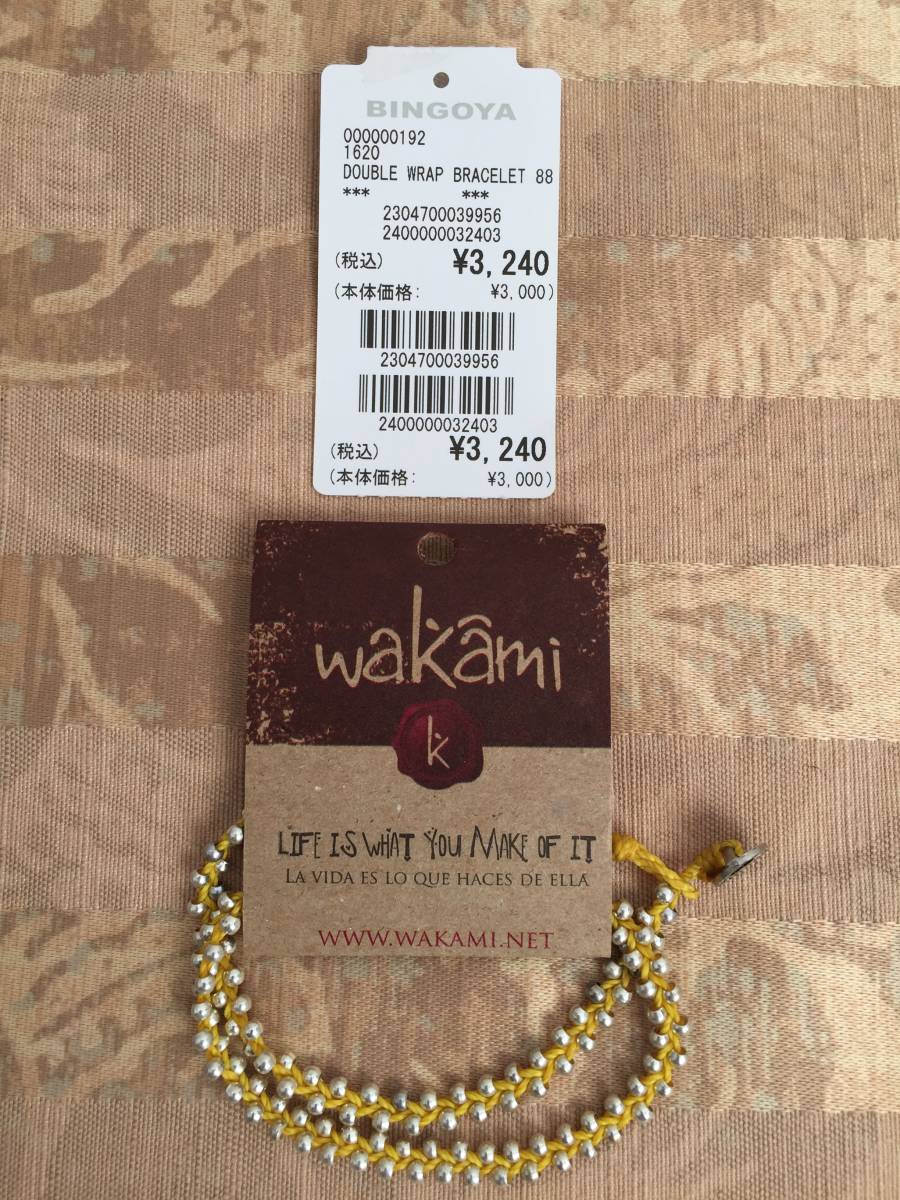 BINGOYA
000000192
1620
DOUBLE WRAP BRACELET 88
*** ***
2304700039956
2400000032403
(税込) ¥3,240
(本体価格: ¥3,000)
2304700039956
2400000032403
(税込) ¥3,240
(本体価格: ¥3,000)
wakâmi
k
LIFE IS WHAT YOU MAKE OF IT
LA VIDA ES LO QUE HACES DE ELLA
WWW.WAKAMI.NET